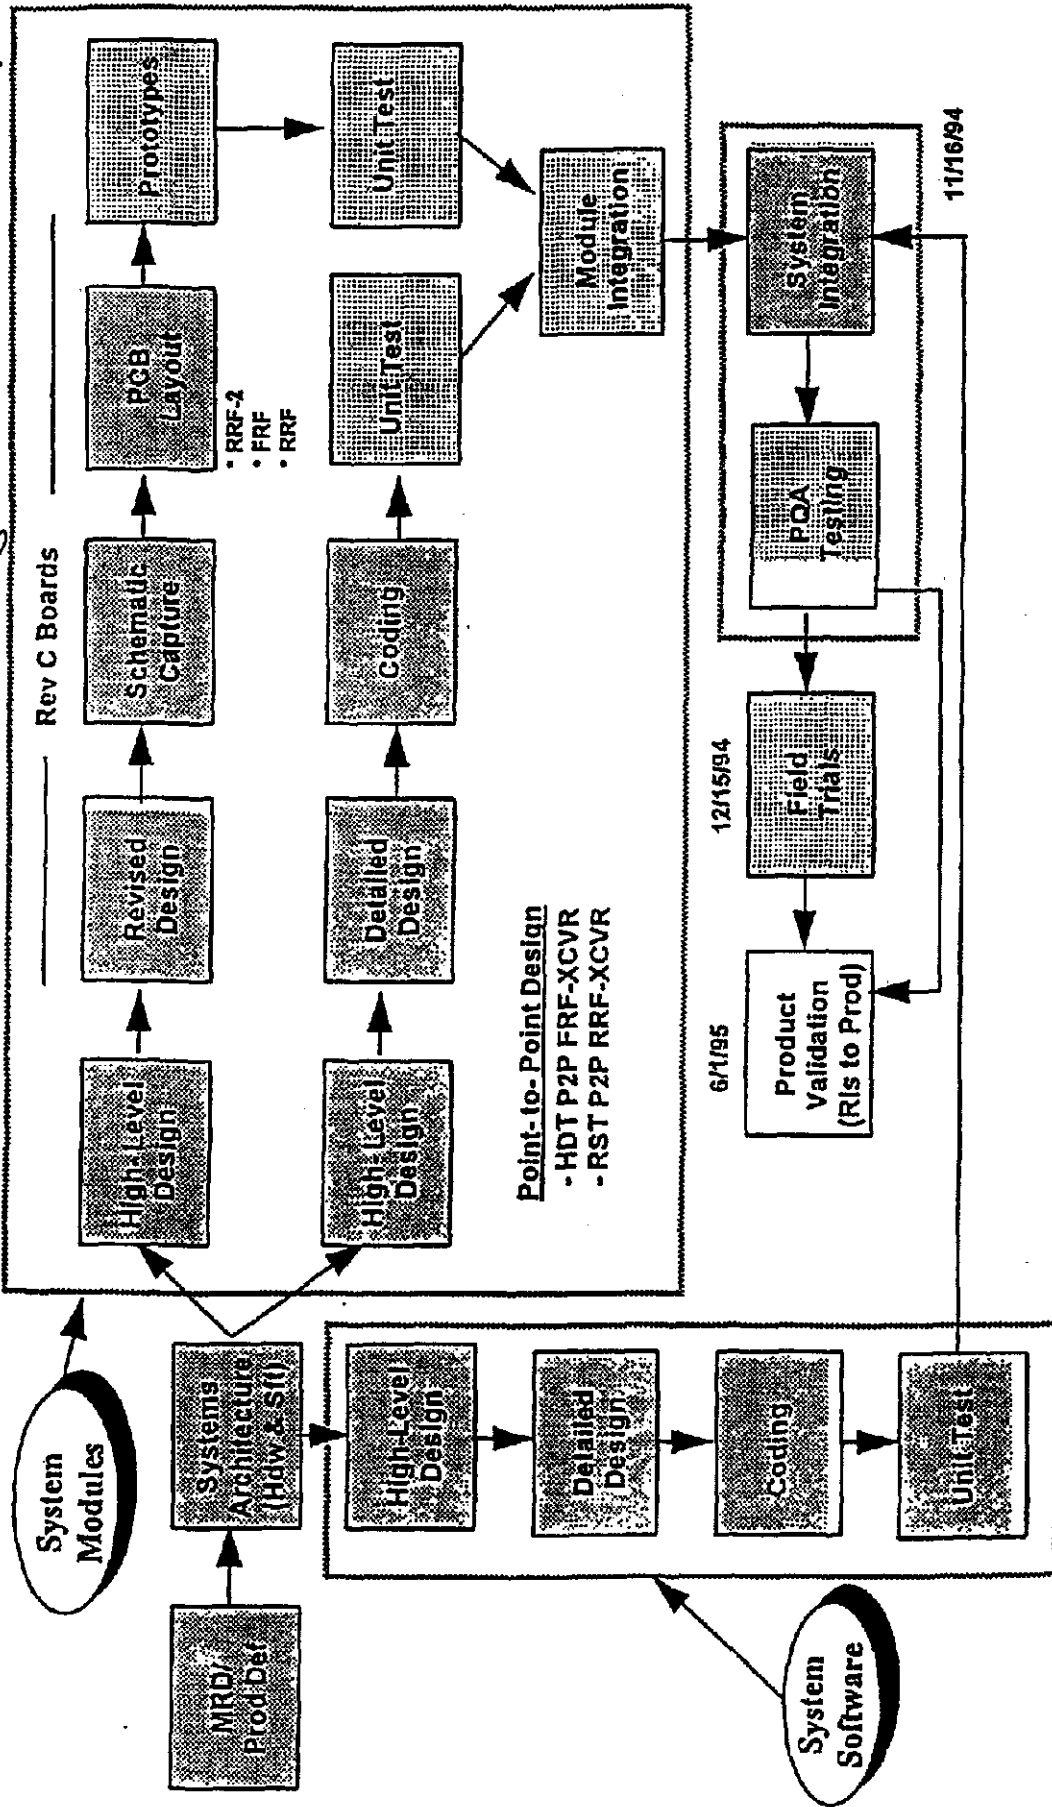 Rev C Boards
High-Level
Design
Revised
Design
Schematic
Capture
PCB
Layout
Prototypes
• RRF-2
• FRF
• RRF
High-Level
Design
Detailed
Design
Coding
Unit Test
Unit Test
Module
Integration
Point-to-Point Design
- HDT P2P FRF-XCVR
- RST P2P RRF-XCVR
System
Modules
MRD/
Prod Def
Systems
Architecture
(Hdw & Sft)
High-Level
Design
Detailed
Design
Coding
Unit Test
System
Software
6/1/95
Product
Validation
(RIs to Prod)
12/15/94
Field
Trials
PQA
Testing
System
Integration
11/16/94